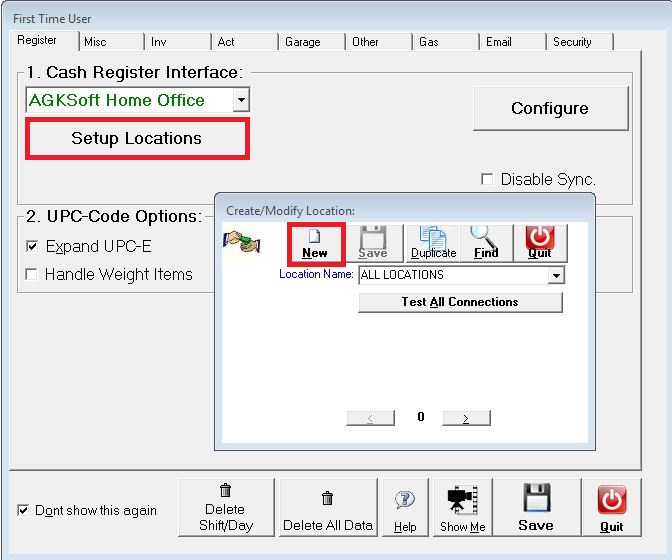 First Time User
Register Misc Inv Act Garage Other Gas Email Security
1. Cash Register Interface:
AGKSoft Home Office
Configure
Setup Locations
Disable Sync.
2. UPC-Code Options:
Expand UPC-E
Handle Weight Items
Create/Modify Location:
New Save Duplicate Find Quit
Location Name: ALL LOCATIONS
Test All Connections
< 0 >
Dont show this again
Delete
Shift/Day
Delete All Data
Help
Show Me
Save
Quit